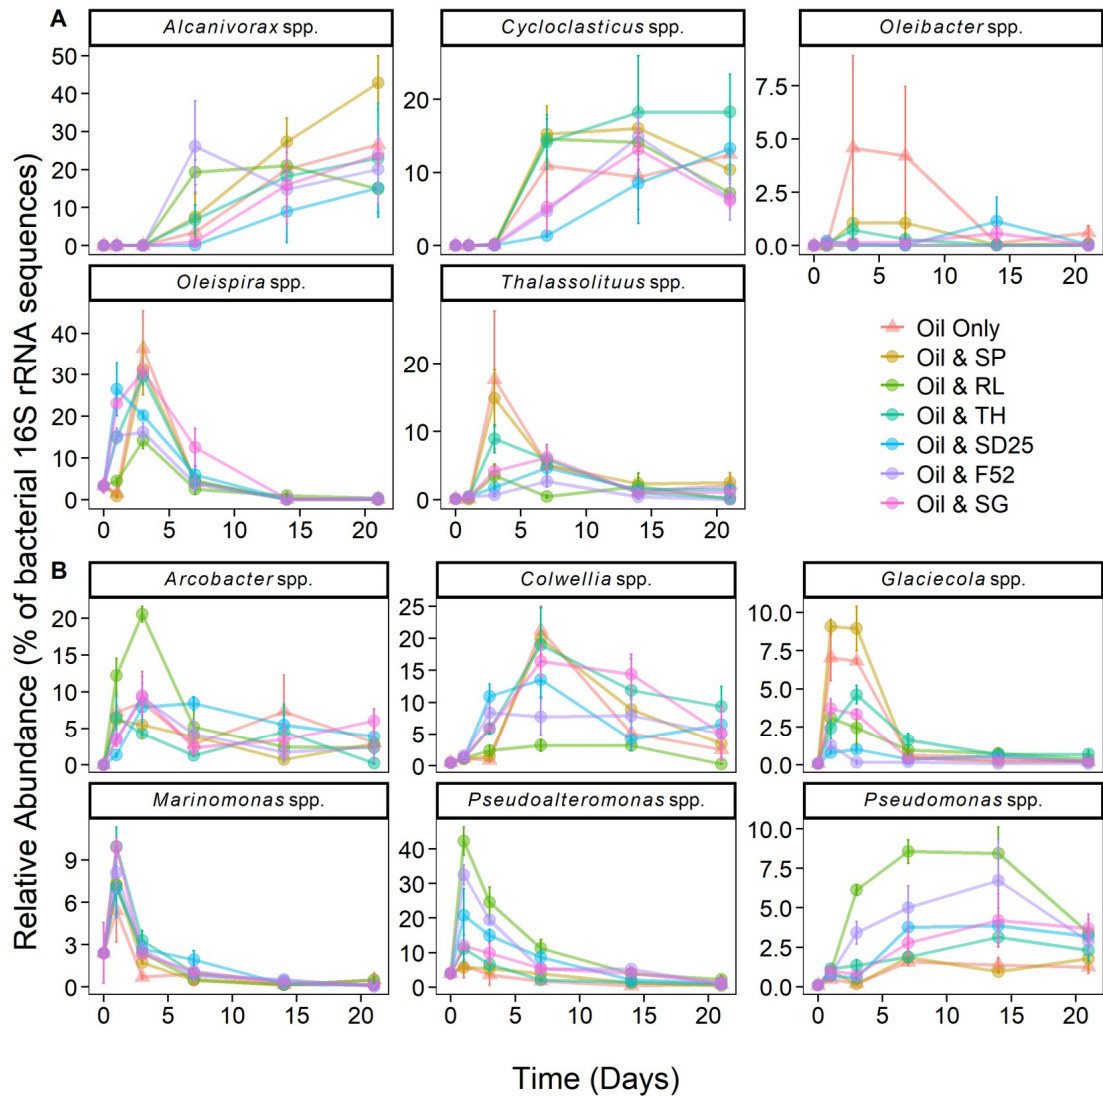 A
Alcanivorax spp.
Cycloclasticus spp.
Oleibacter spp.
50
40
30
20
10
0
20
10
0
7.5
5.0
2.5
0.0
0 5 10 15 20
Oleispira spp.
Thalassolituus spp.
40
30
20
10
0
0 5 10 15 20
20
10
0
0 5 10 15 20
Oil Only
Oil & SP
Oil & RL
Oil & TH
Oil & SD25
Oil & F52
Oil & SG
Relative Abundance (% of bacterial 16S rRNA sequences)
B
Arcobacter spp.
Colwellia spp.
Glaciecola spp.
20
15
10
5
0
25
20
15
10
5
0
10.0
7.5
5.0
2.5
0.0
Marinomonas spp.
Pseudoalteromonas spp.
Pseudomonas spp.
9
6
3
0
0 5 10 15 20
40
30
20
10
0
0 5 10 15 20
10.0
7.5
5.0
2.5
0.0
0 5 10 15 20
Time (Days)